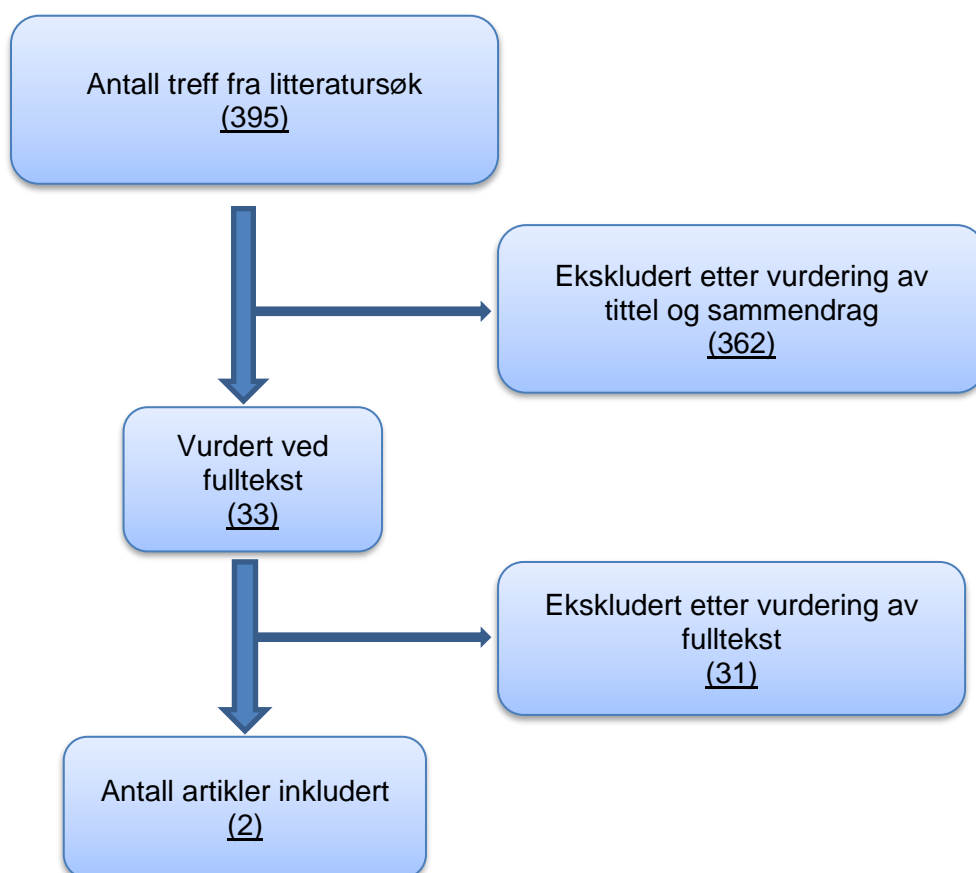 Antall treff fra litteratursøk
(395)
Ekskludert etter vurdering av
tittel og sammendrag
(362)
Vurdert ved
fulltekst
(33)
Ekskludert etter vurdering av
fulltekst
(31)
Antall artikler inkludert
(2)